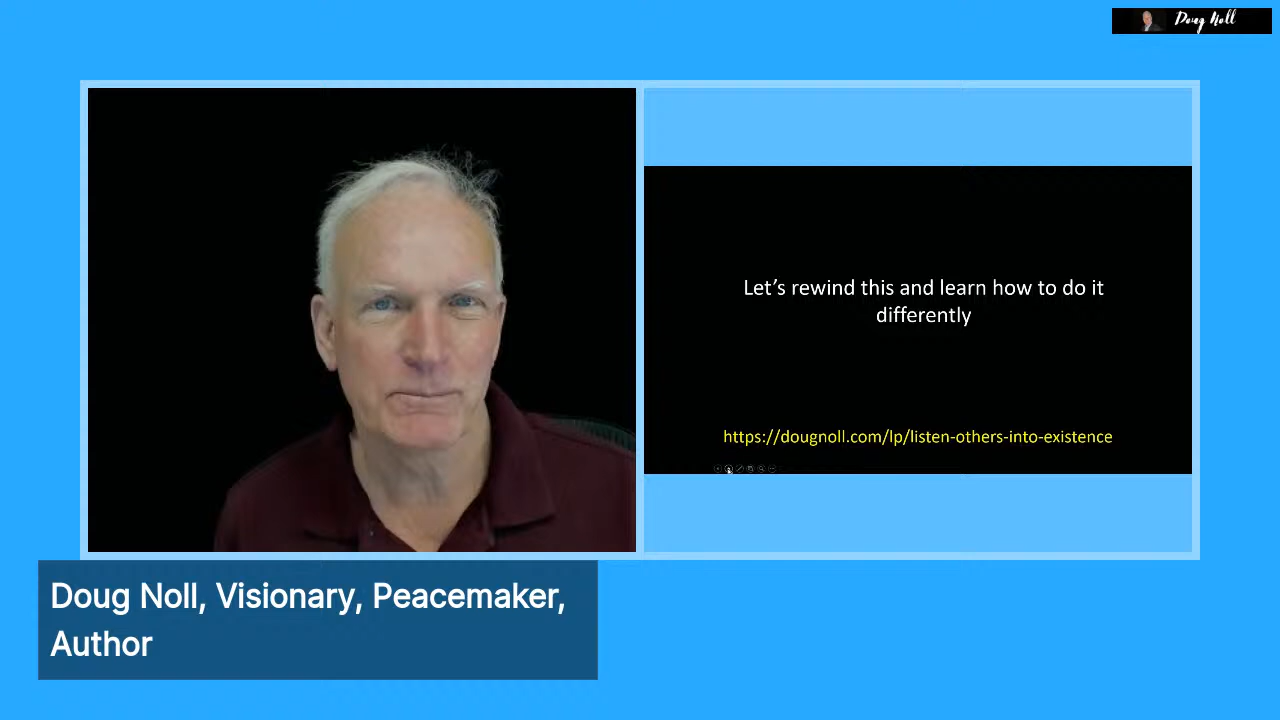 Doug Noll
Let's rewind this and learn how to do it
differently
https://dougnoll.com/lp/listen-others-into-existence
Doug Noll, Visionary, Peacemaker,
Author